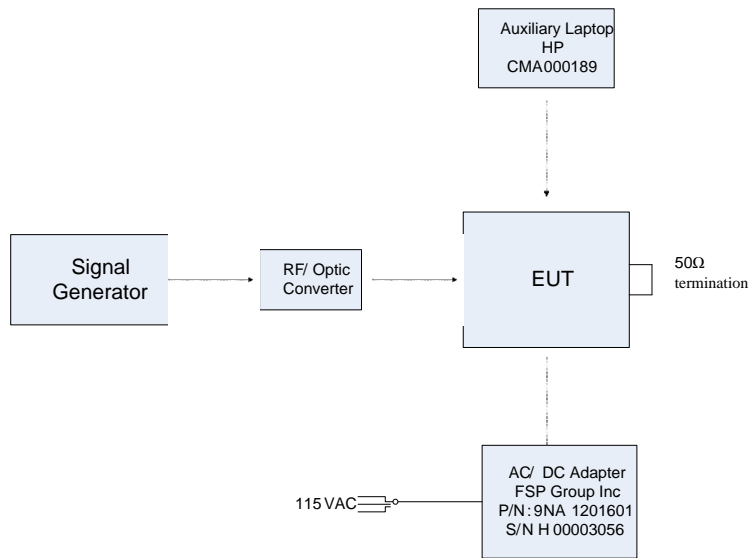 Auxiliary Laptop
HP
CMA000189
Signal
Generator
RF/ Optic
Converter
EUT
50Ω
termination
115 VAC
AC/ DC Adapter
FSP Group Inc
P/N: 9NA 1201601
S/N H 00003056